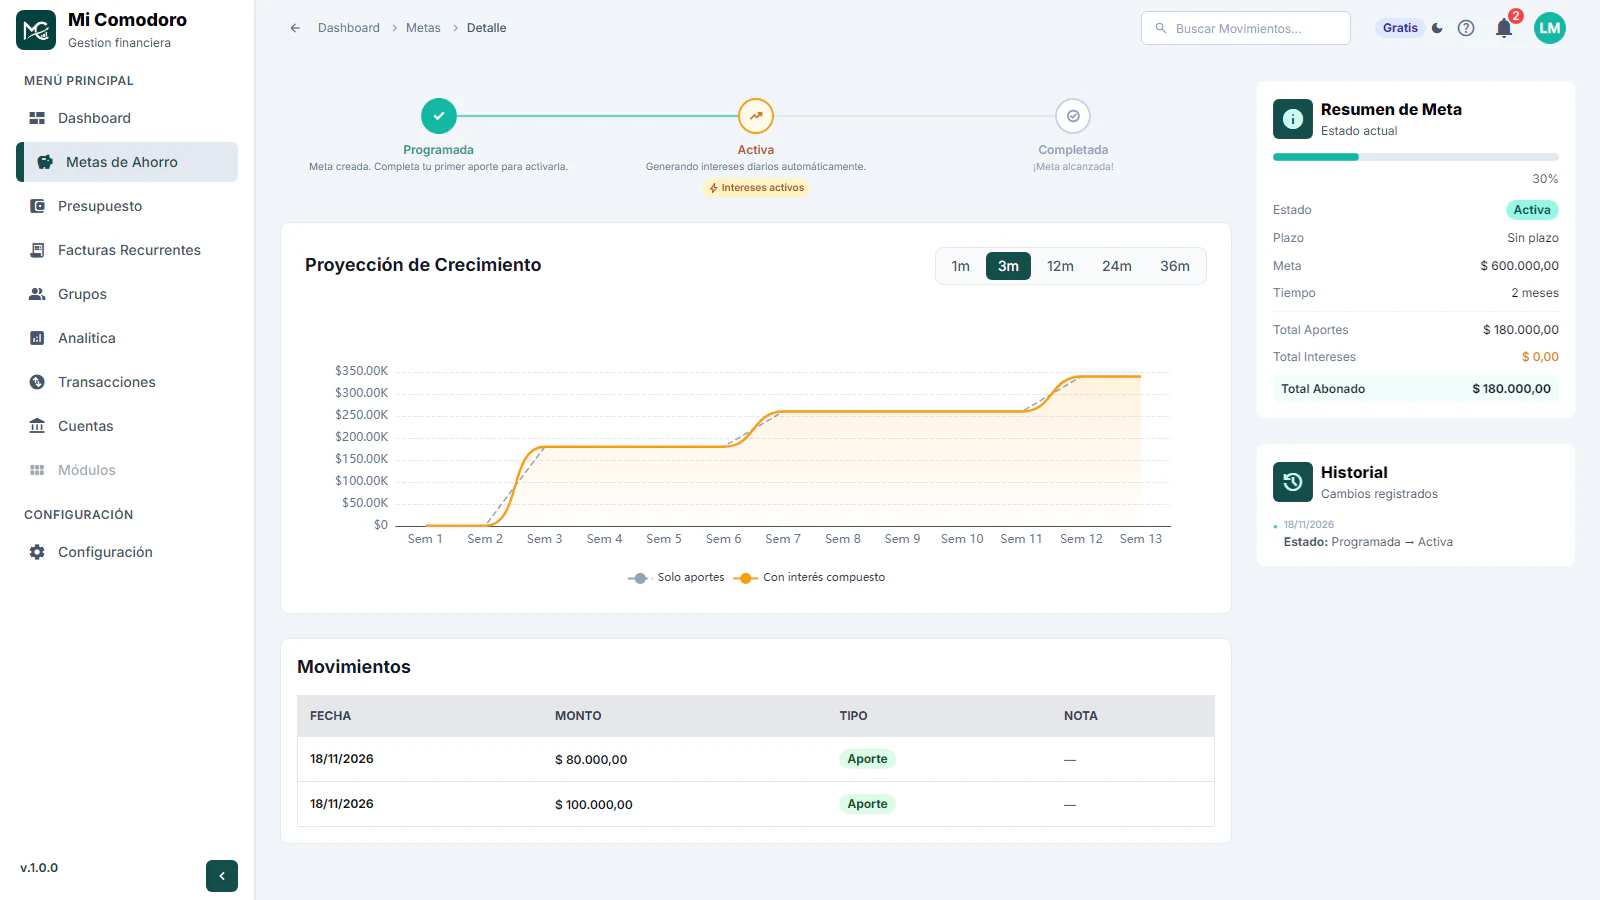 Mi Comodoro
Gestion financiera
MENÚ PRINCIPAL
Dashboard
Metas de Ahorro
Presupuesto
Facturas Recurrentes
Grupos
Analitica
Transacciones
Cuentas
Módulos
CONFIGURACIÓN
Configuración
v.1.0.0
Dashboard > Metas > Detalle
Buscar Movimientos...
Gratis
2
LM
Programada
Meta creada. Completa tu primer aporte para activarla.
Activa
Generando intereses diarios automáticamente.
Intereses activos
Completada
¡Meta alcanzada!
Proyección de Crecimiento
1m 3m 12m 24m 36m
$350.00K
$300.00K
$250.00K
$200.00K
$150.00K
$100.00K
$50.00K
$0
Sem 1 Sem 2 Sem 3 Sem 4 Sem 5 Sem 6 Sem 7 Sem 8 Sem 9 Sem 10 Sem 11 Sem 12 Sem 13
Solo aportes Con interés compuesto
Movimientos
FECHA MONTO TIPO NOTA
18/11/2026 $ 80.000,00 Aporte —
18/11/2026 $ 100.000,00 Aporte —
Resumen de Meta
Estado actual
30%
Estado Activa
Plazo Sin plazo
Meta $ 600.000,00
Tiempo 2 meses
Total Aportes $ 180.000,00
Total Intereses $ 0,00
Total Abonado $ 180.000,00
Historial
Cambios registrados
18/11/2026
Estado: Programada → Activa